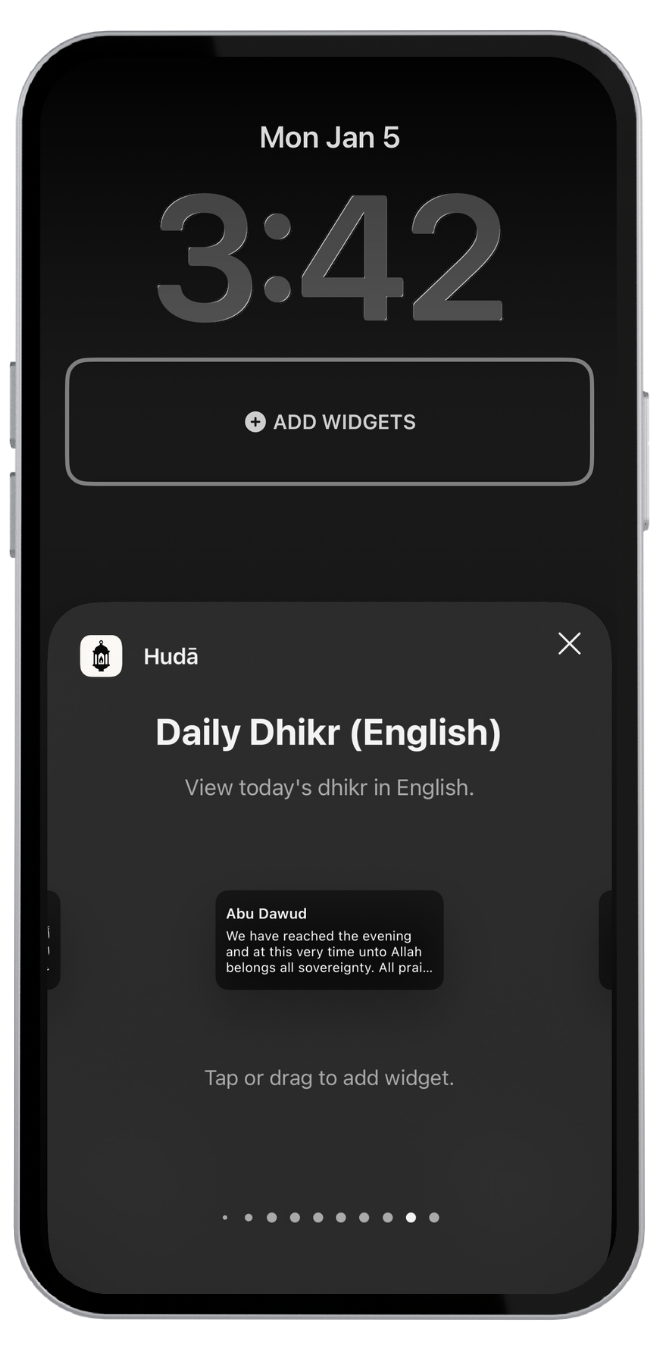 Mon Jan 5
3:42
ADD WIDGETS
Hudā
Daily Dhikr (English)
View today's dhikr in English.
Abu Dawud
We have reached the evening
and at this very time unto Allah
belongs all sovereignty. All prai...
Tap or drag to add widget.